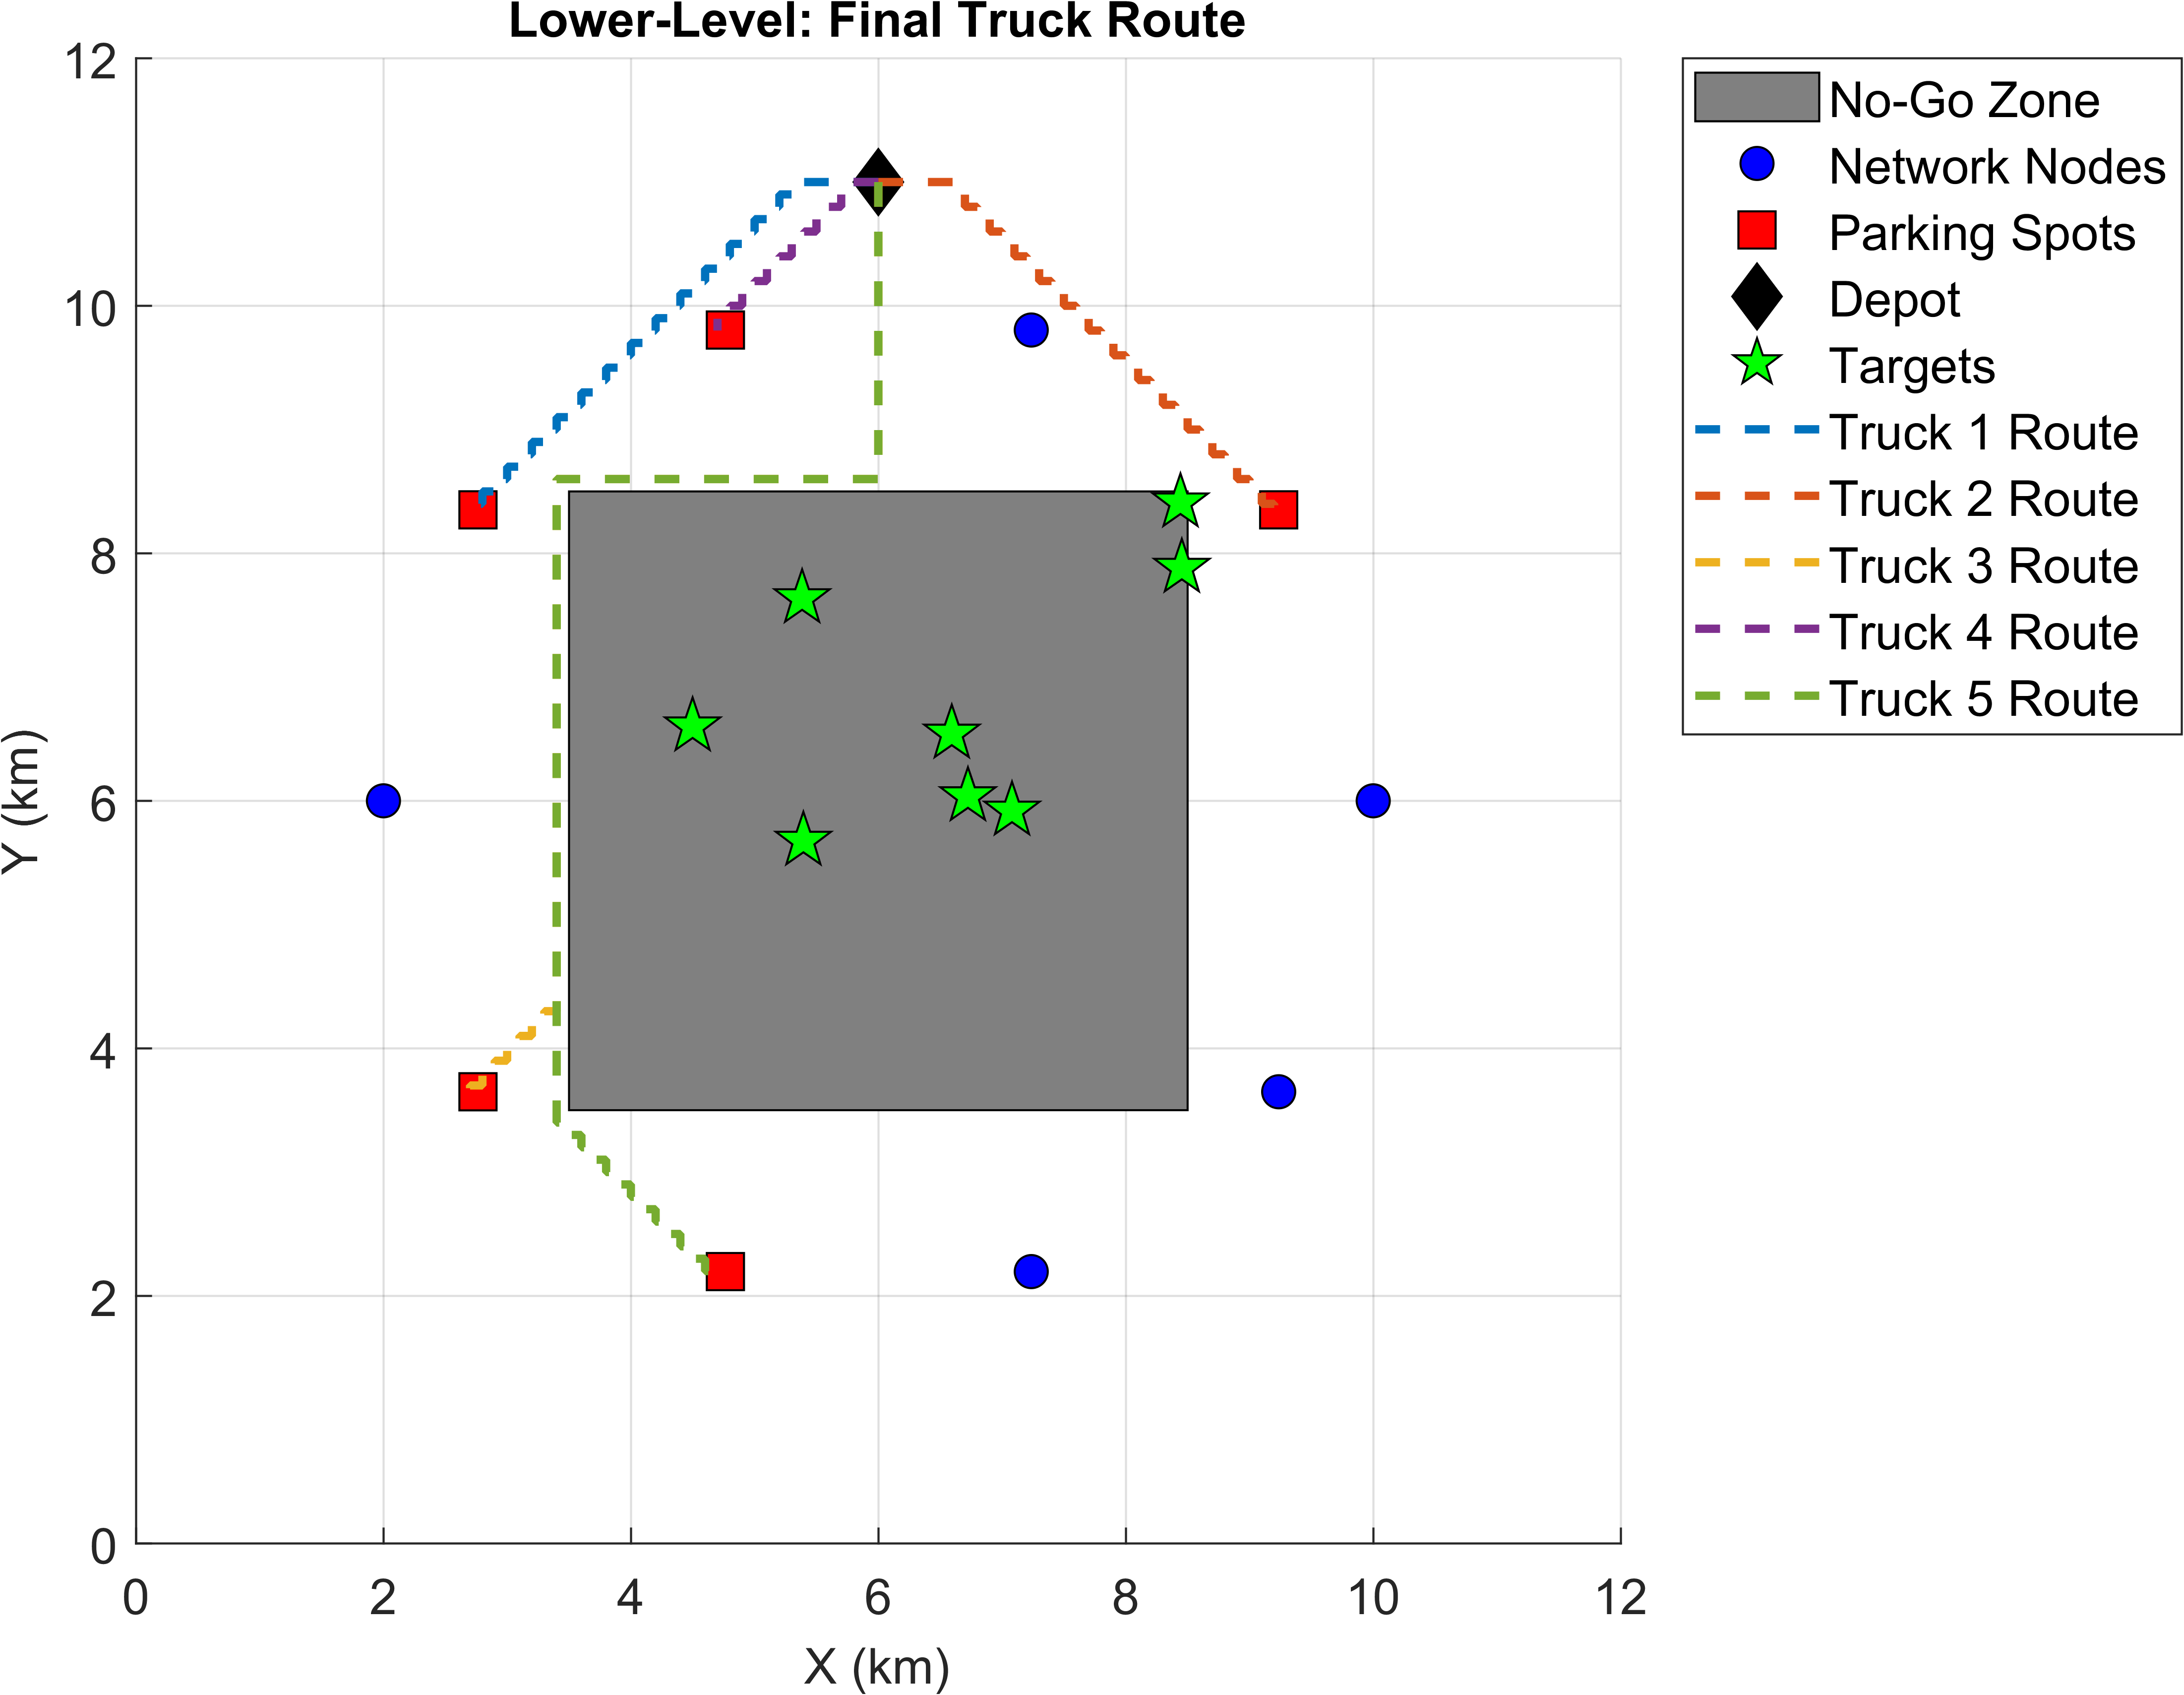 Lower-Level: Final Truck Route
12
10
8
6
4
2
0
Y (km)
0 2 4 6 8 10 12
X (km)
No-Go Zone
Network Nodes
Parking Spots
Depot
Targets
Truck 1 Route
Truck 2 Route
Truck 3 Route
Truck 4 Route
Truck 5 Route